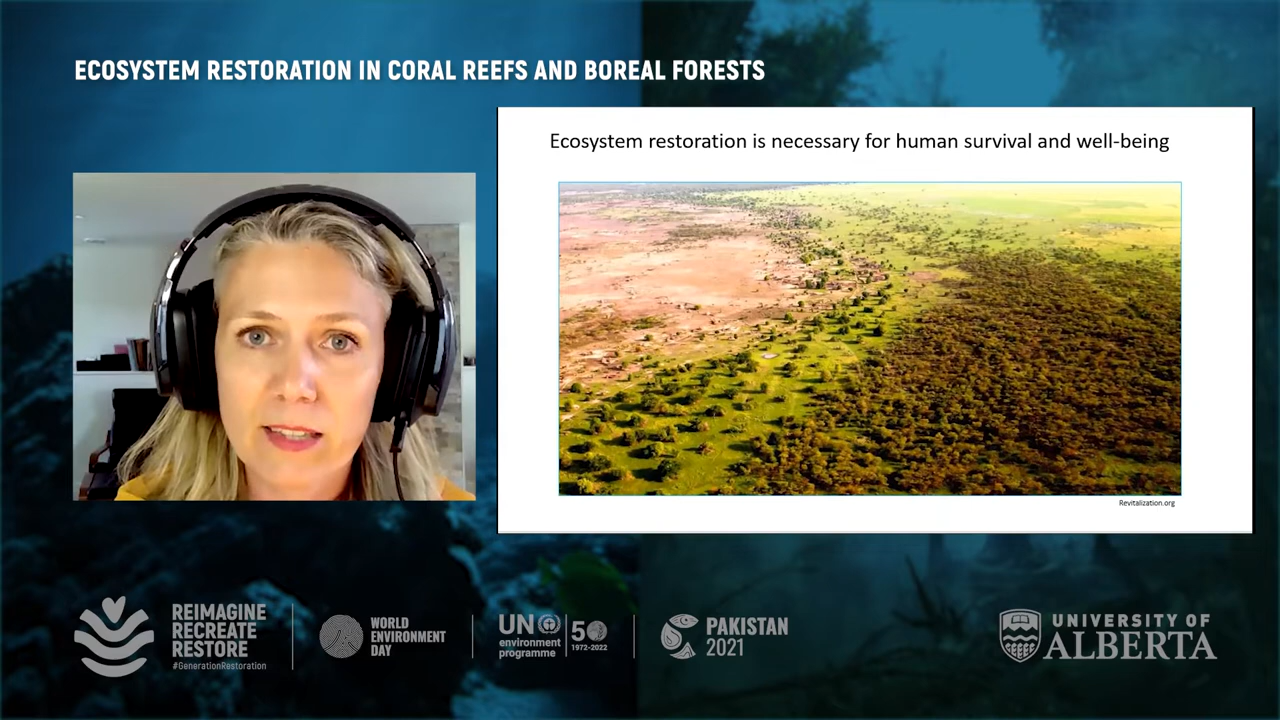 ECOSYSTEM RESTORATION IN CORAL REEFS AND BOREAL FORESTS
Ecosystem restoration is necessary for human survival and well-being
Revitalization.org
REIMAGINE
RECREATE
RESTORE
#GenerationRestoration
WORLD
ENVIRONMENT
DAY
UN
environment
programme
50
1972-2022
PAKISTAN
2021
UNIVERSITY OF
ALBERTA